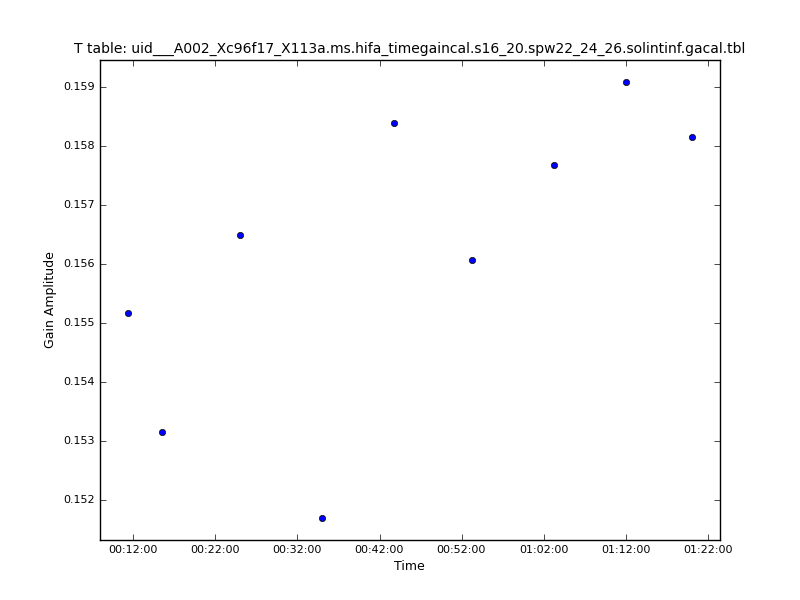 T table: uid___A002_Xc96f17_X113a.ms.hifa_timegaincal.s16_20.spw22_24_26.solintinf.gacal.tbl
0.159
0.158
0.157
0.156
0.155
0.154
0.153
0.152
Gain Amplitude
00:12:00 00:22:00 00:32:00 00:42:00 00:52:00 01:02:00 01:12:00 01:22:00
Time